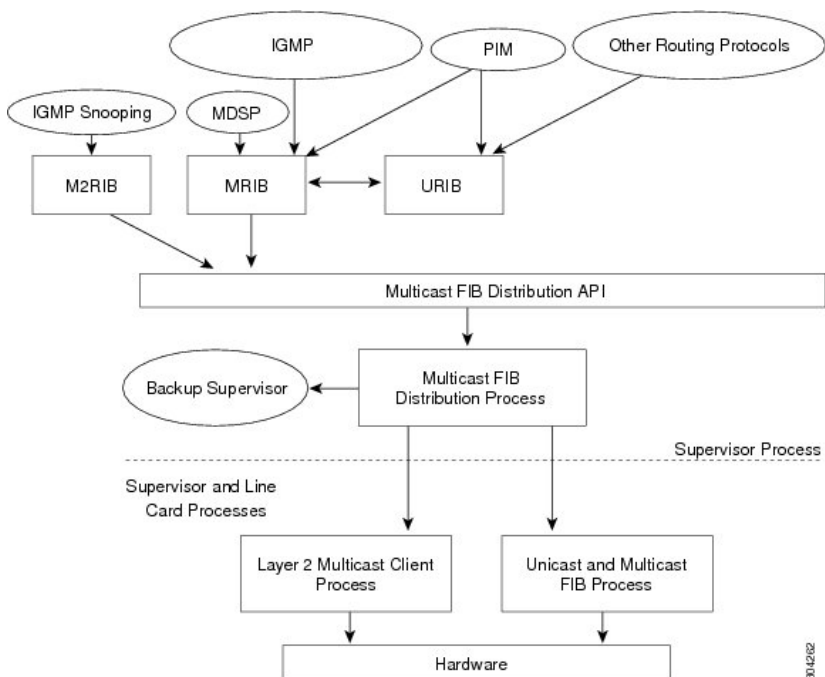 IGMP
PIM
Other Routing Protocols
IGMP Snooping
MDSP
M2RIB
MRIB
URIB
Multicast FIB Distribution API
Backup Supervisor
Multicast FIB
Distribution Process
Supervisor Process
Supervisor and Line
Card Processes
Layer 2 Multicast Client
Process
Unicast and Multicast
FIB Process
Hardware